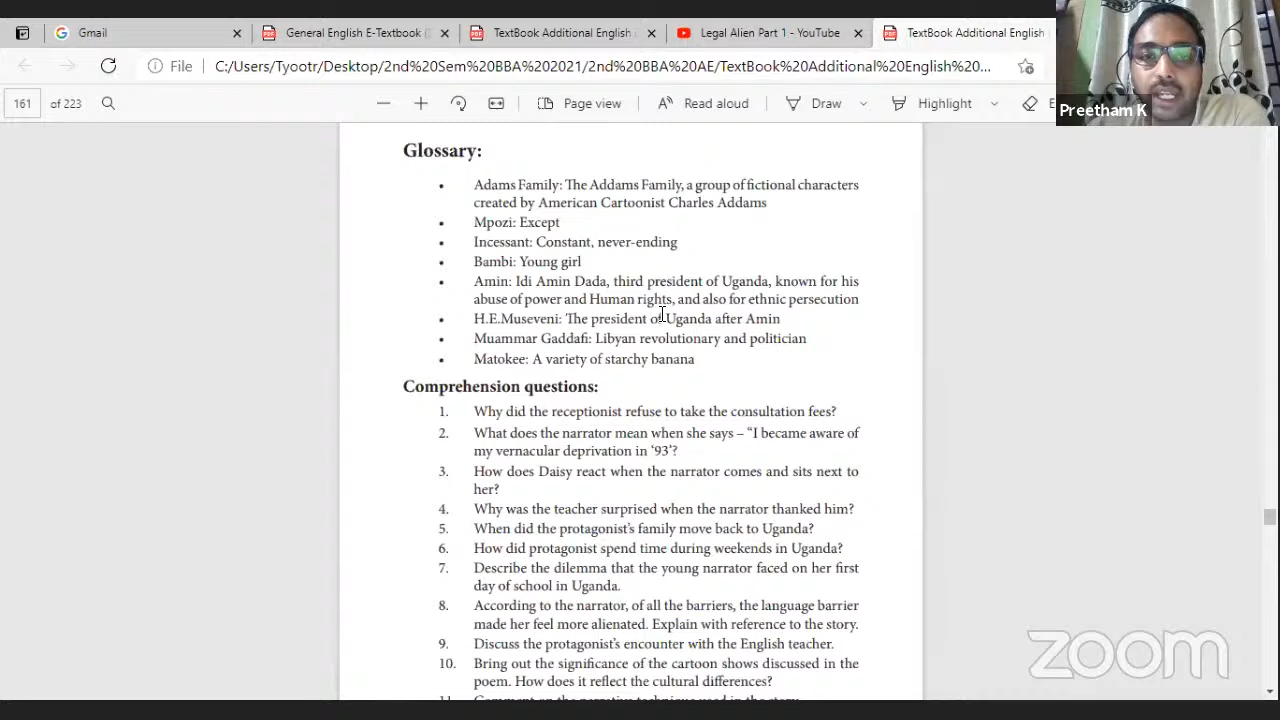 Gmail
General English E-Textbook (
TextBook Additional English
Legal Alien Part 1 - YouTube
TextBook Additional English
File
C:/Users/Tyootr/Desktop/2nd%20Sem%20BBA%202021/2nd%20BBA%20AE/TextBook%20Additional%20English%20...
161 of 223
Page view
Read aloud
Draw
Highlight
Preetham K
Glossary:
• Adams Family: The Addams Family, a group of fictional characters
created by American Cartoonist Charles Addams
• Mpozi: Except
• Incessant: Constant, never-ending
• Bambi: Young girl
• Amin: Idi Amin Dada, third president of Uganda, known for his
abuse of power and Human rights, and also for ethnic persecution
• H.E.Museveni: The president of Uganda after Amin
• Muammar Gaddafi: Libyan revolutionary and politician
• Matokee: A variety of starchy banana
Comprehension questions:
1. Why did the receptionist refuse to take the consultation fees?
2. What does the narrator mean when she says – “I became aware of
my vernacular deprivation in ‘93’?
3. How does Daisy react when the narrator comes and sits next to
her?
4. Why was the teacher surprised when the narrator thanked him?
5. When did the protagonist’s family move back to Uganda?
6. How did protagonist spend time during weekends in Uganda?
7. Describe the dilemma that the young narrator faced on her first
day of school in Uganda.
8. According to the narrator, of all the barriers, the language barrier
made her feel more alienated. Explain with reference to the story.
9. Discuss the protagonist’s encounter with the English teacher.
10. Bring out the significance of the cartoon shows discussed in the
poem. How does it reflect the cultural differences?
11. Comment on the narrative technique used in the story.
zoom